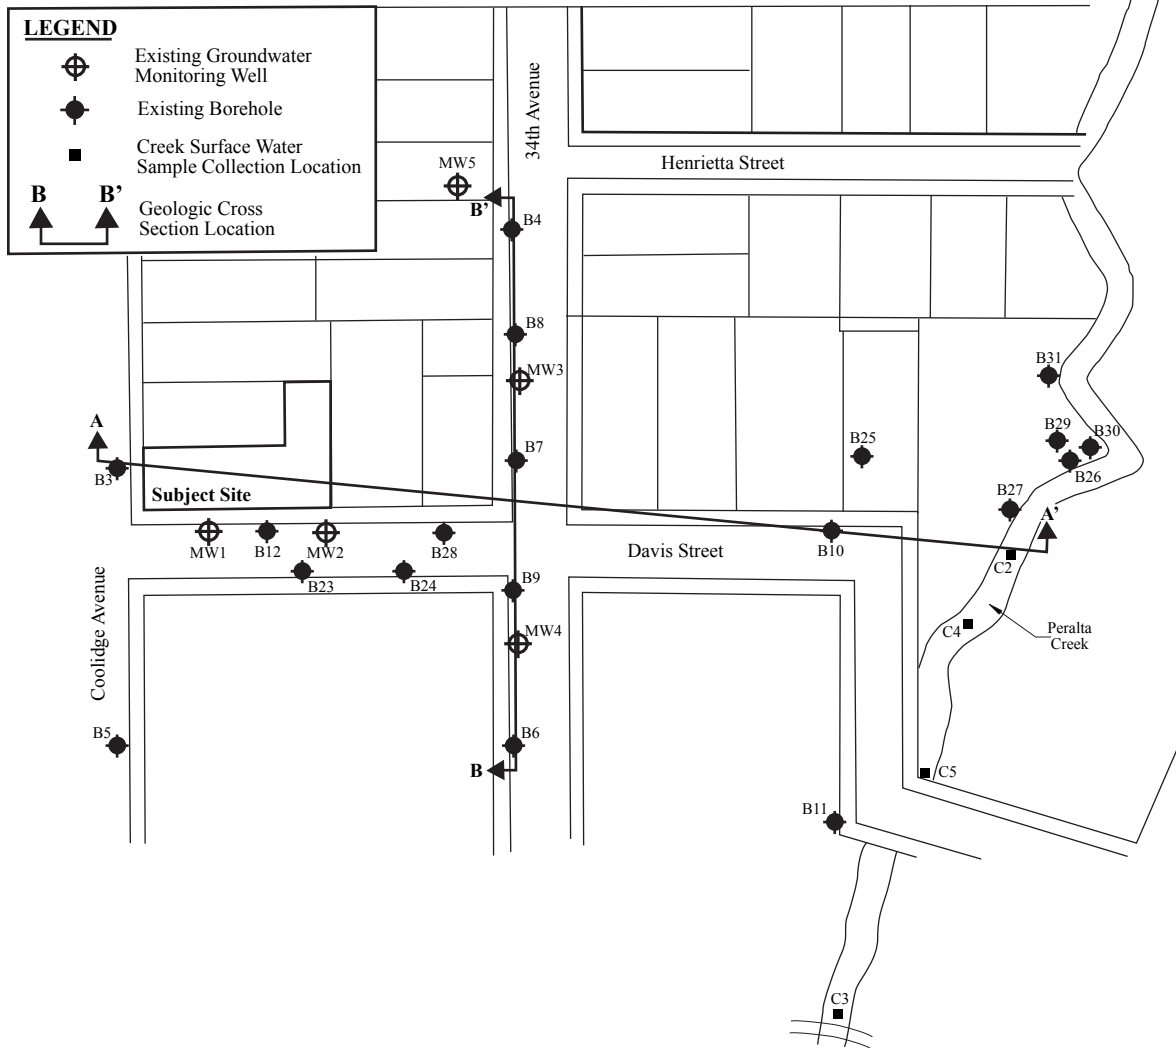 LEGEND
Existing Groundwater
Monitoring Well
Existing Borehole
Creek Surface Water
Sample Collection Location
B B’
Geologic Cross
Section Location
34th Avenue
Henrietta Street
MW5
B’
B4
B8
MW3
B31
A
B7
B25
B29
B30
B3
B26
Subject Site
B27
A’
MW1
B12
MW2
B28
Davis Street
B10
C2
B23
B24
B9
Coolidge Avenue
MW4
C4
Peralta
Creek
B5
B6
B
C5
B11
C3